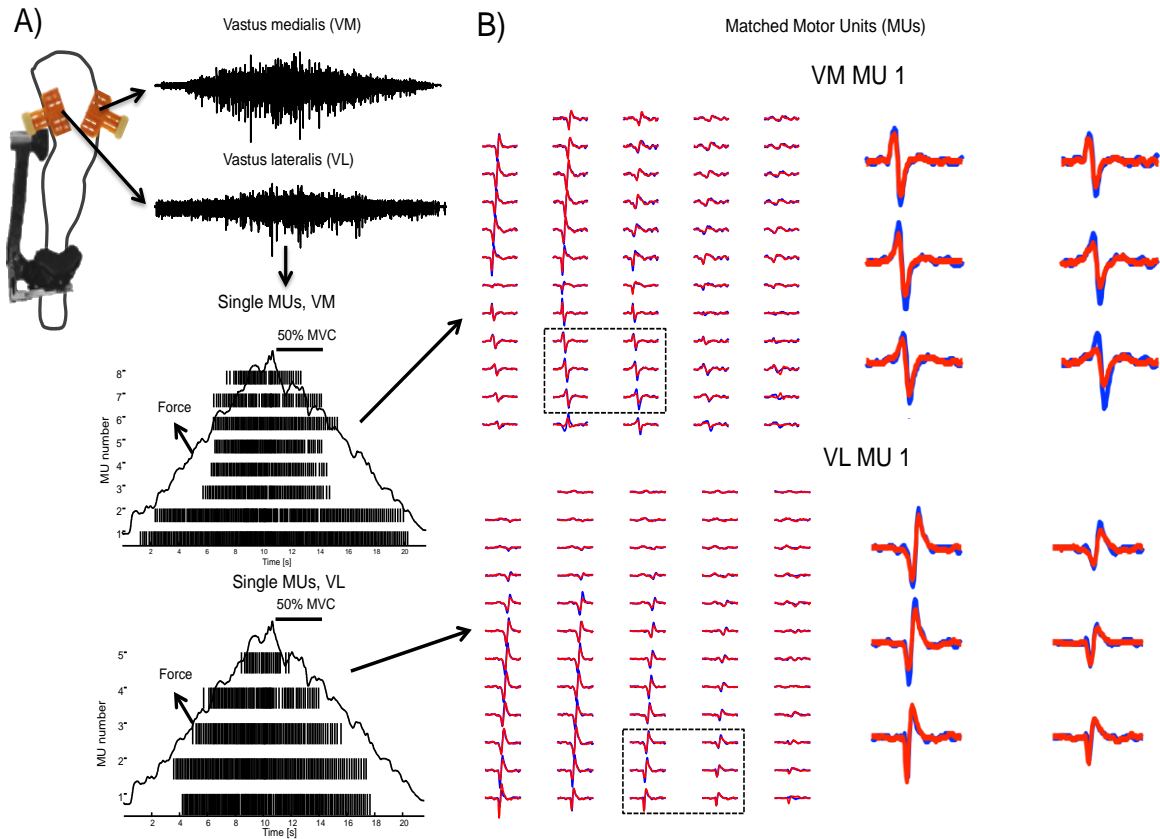 A)
Vastus medialis (VM)
Vastus lateralis (VL)
Single MUs, VM
50% MVC
Force
MU number
8
7
6
5
4
3
2
1
2 4 6 8 10 12 14 16 18 20
Time [s]
Single MUs, VL
50% MVC
Force
MU number
5
4
3
2
1
2 4 6 8 10 12 14 16 18 20
Time [s]
B)
Matched Motor Units (MUs)
VM MU 1
VL MU 1